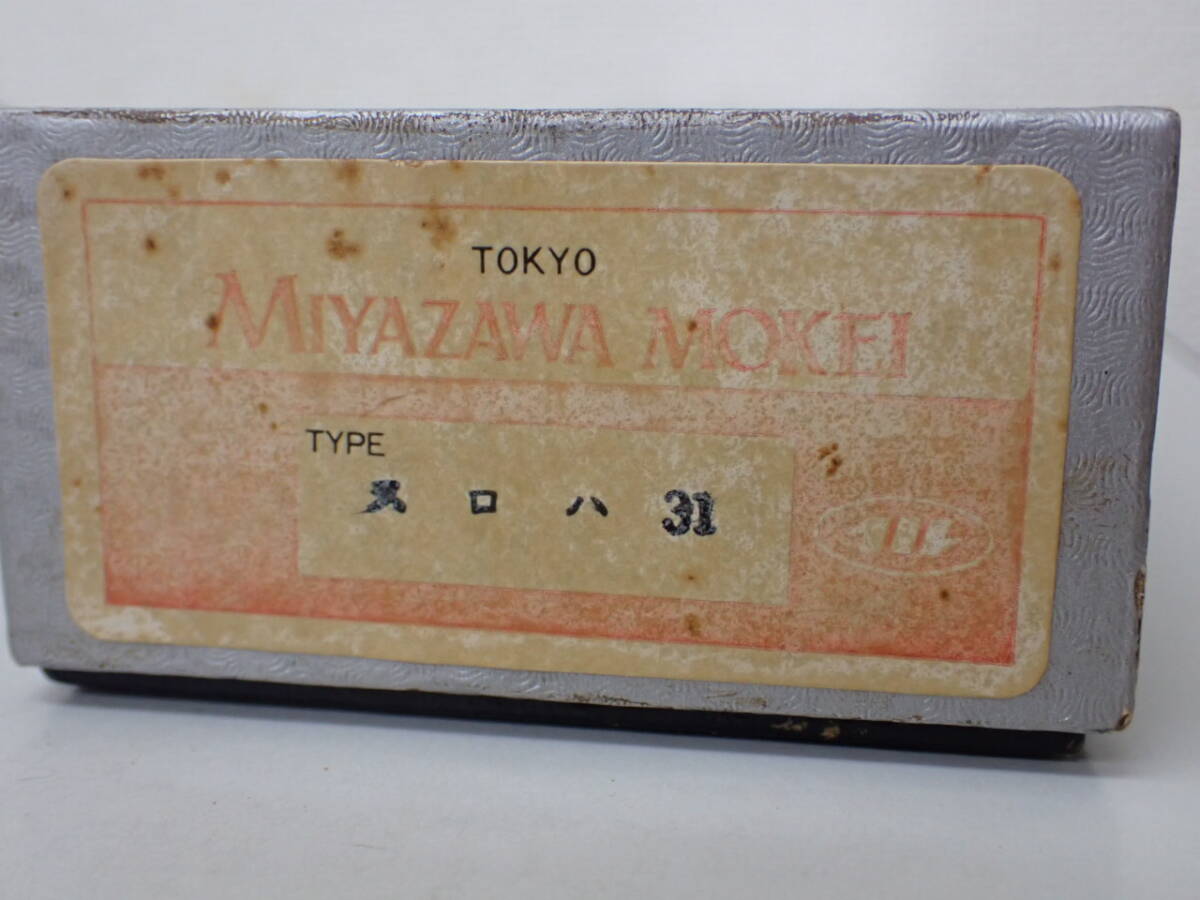 TOKYO
MIYAZAWA MOKEI
TYPE
スロハ 31